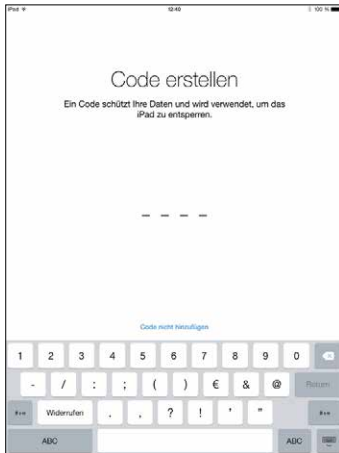 iPad 12:40 100 %
Code erstellen
Ein Code schützt Ihre Daten und wird verwendet, um das
iPad zu entsperren.
Code nicht hinzufügen
1 2 3 4 5 6 7 8 9 0
- / : ; ( ) € & @ Return
#+= Widerrufen . , ? ! ' " #+=
ABC ABC